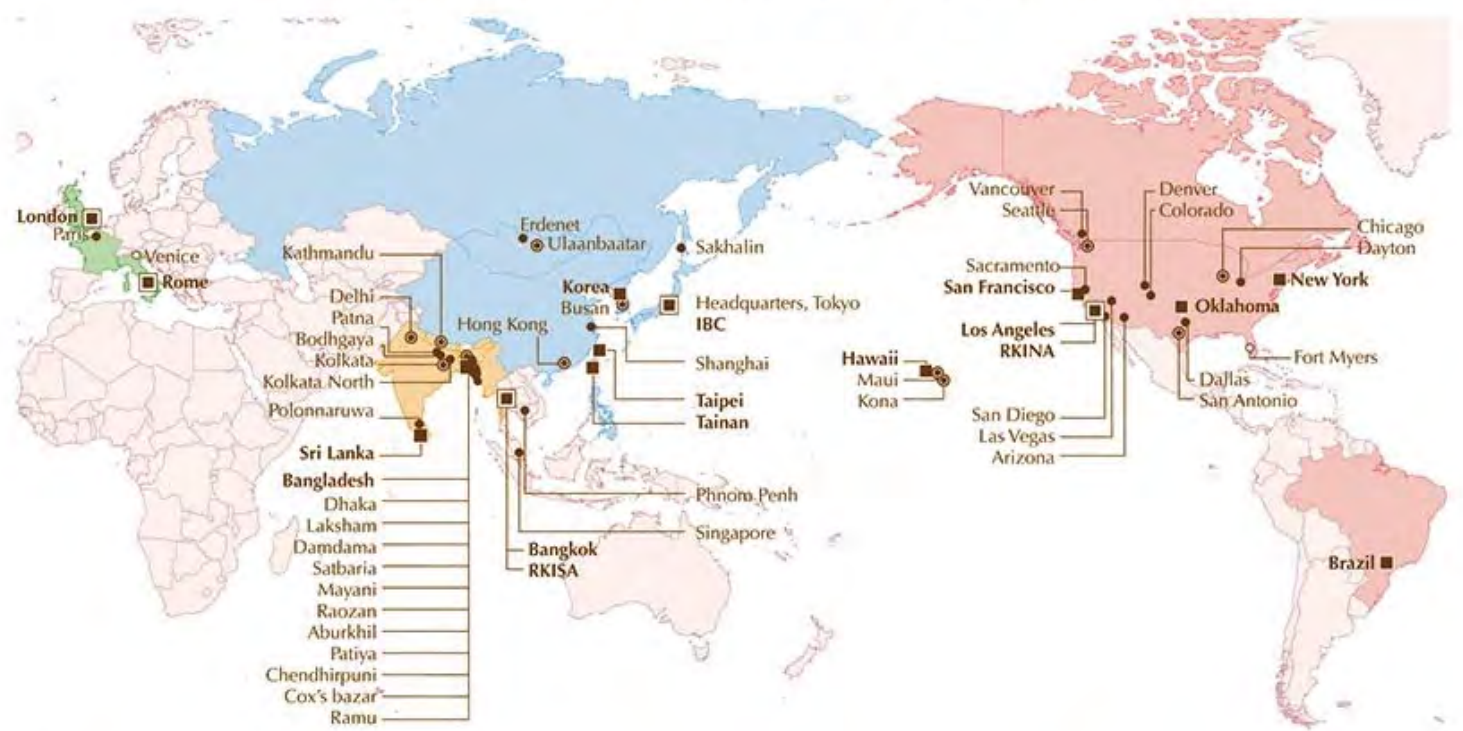 London
Paris
Venice
Rome
Kathmandu
Delhi
Patna
Bodhgaya
Kolkata
Kolkata North
Polonnaruwa
Sri Lanka
Bangladesh
Dhaka
Laksham
Damdama
Satbaria
Mayani
Raozan
Aburkhil
Patiya
Chendhirpuni
Cox's bazar
Ramu
Erdenet
Ulaanbaatar
Sakhalin
Korea
Busan
Hong Kong
Headquarters, Tokyo
IBC
Shanghai
Taipei
Tainan
Phnom Penh
Singapore
Bangkok
RKISA
Vancouver
Seattle
Denver
Colorado
Chicago
Dayton
Sacramento
San Francisco
New York
Oklahoma
Los Angeles
RKINA
Hawaii
Maui
Kona
Fort Myers
Dallas
San Antonio
San Diego
Las Vegas
Arizona
Brazil